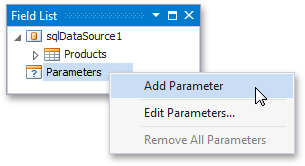 Field List
sqlDataSource1
Products
Parameters
Add Parameter
Edit Parameters...
Remove All Parameters